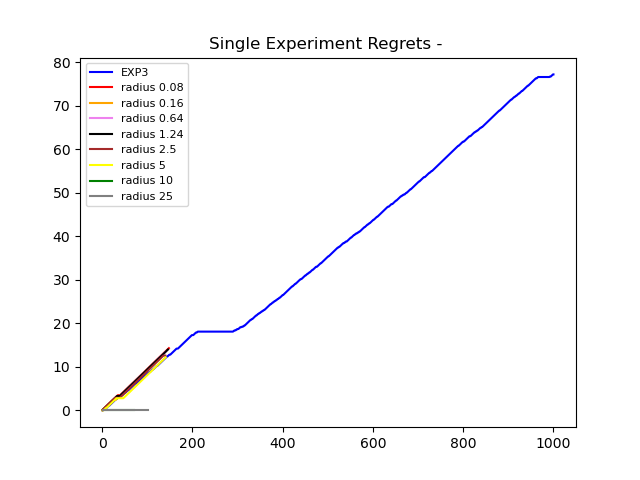 Single Experiment Regrets -
80
70
60
50
40
30
20
10
0
EXP3
radius 0.08
radius 0.16
radius 0.64
radius 1.24
radius 2.5
radius 5
radius 10
radius 25
0 200 400 600 800 1000